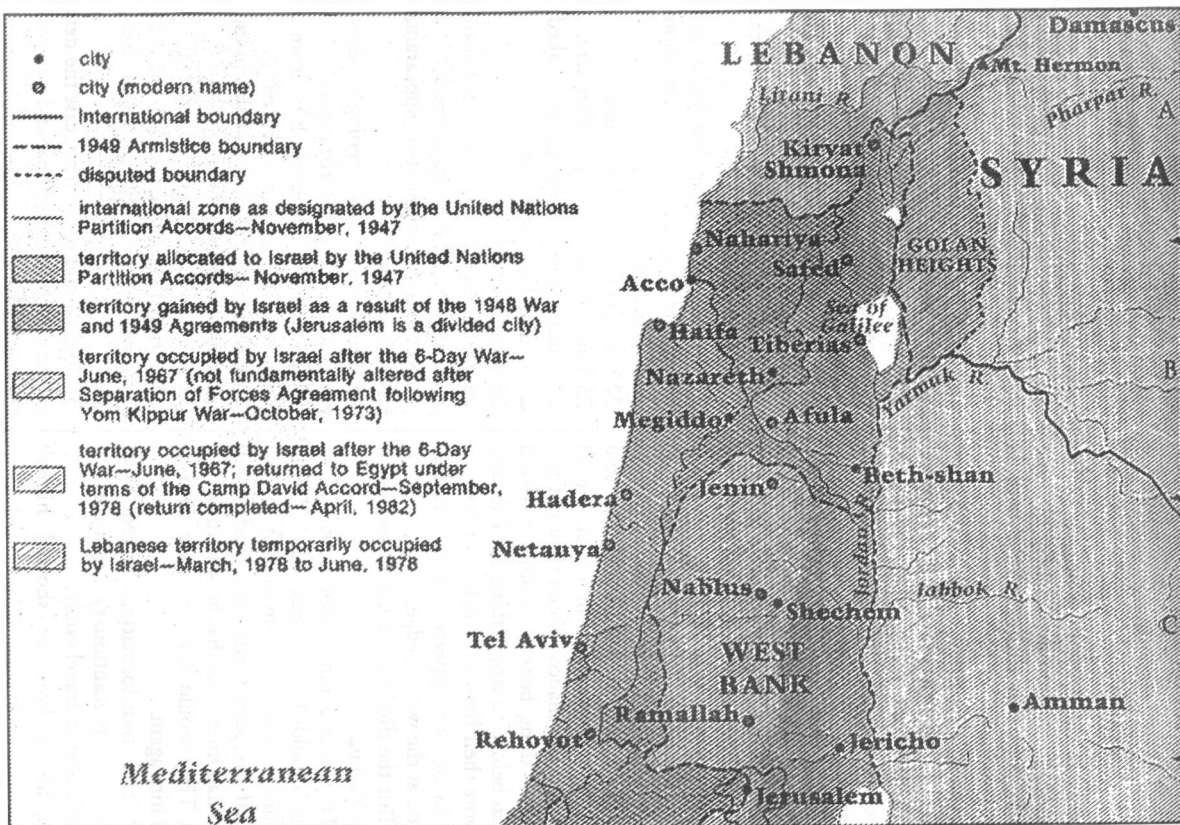 city
city (modern name)
International boundary
1949 Armistice boundary
disputed boundary
international zone as designated by the United Nations
Partition Accords—November, 1947
territory allocated to Israel by the United Nations
Partition Accords—November, 1947
territory gained by Israel as a result of the 1948 War
and 1949 Agreements (Jerusalem is a divided city)
territory occupied by Israel after the 6-Day War—
June, 1967 (not fundamentally altered after
Separation of Forces Agreement following
Yom Kippur War—October, 1973)
territory occupied by Israel after the 6-Day
War—June, 1967; returned to Egypt under
terms of the Camp David Accord—September,
1978 (return completed—April, 1982)
Lebanese territory temporarily occupied
by Israel—March, 1978 to June, 1978
Damascus
LEBANON
Mt. Hermon
Litani R.
Pharpar R.
A
Kiryat
Shmona
SYRIA
Nahariya
GOLAN
HEIGHTS
Safed
Acco
Sea of
Galilee
Haifa
Tiberias
Nazareth
B
Yarmuk R.
Megiddo
Afula
Beth-shan
Jenin
Hadera
Jordan R.
Netanya
Nablus
Shechem
Jabbok R.
C
Tel Aviv
WEST
BANK
Amman
Ramallah
Rehovot
Jericho
Mediterranean
Sea
Jerusalem